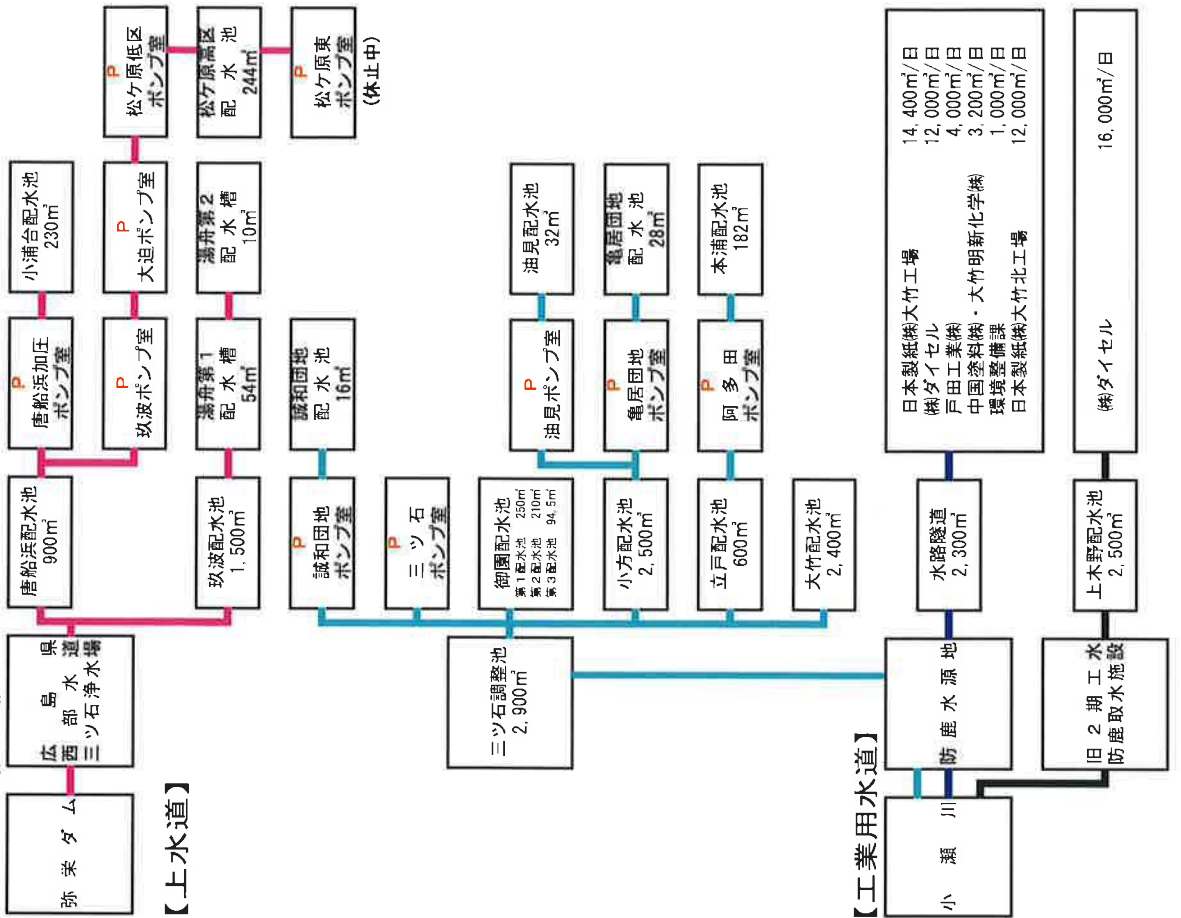 弥栄ダム
広島県
西部水道
三ツ石浄水場
【上水道】
唐船浜配水池
900㎥
唐船浜加圧
P
ポンプ室
小浦台配水池
230㎥
玖波ポンプ室
P
大迫ポンプ室
P
松ケ原低区
P
ポンプ室
松ケ原高区
配水池
244㎥
松ケ原東
P
ポンプ室
(休止中)
玖波配水池
1,500㎥
湯舟第1
配水槽
54㎥
湯舟第2
配水槽
10㎥
三ツ石調整池
2,900㎥
誠和団地
P
ポンプ室
誠和団地
配水池
16㎥
三ツ石
P
ポンプ室
御園配水池
第1配水池 250㎥
第2配水池 210㎥
第3配水池 94,5㎥
小方配水池
2,500㎥
油見ポンプ室
P
油見配水池
32㎥
亀居団地
P
ポンプ室
亀居団地
配水池
28㎥
立戸配水池
600㎥
阿多田
P
ポンプ室
本浦配水池
182㎥
大竹配水池
2,400㎥
【工業用水道】
小瀬川
防鹿水源地
水路隧道
2,300㎥
日本製紙㈱大竹工場 14,400㎥/日
㈱ダイセル 12,000㎥/日
戸田工業㈱ 4,000㎥/日
中国塗料㈱・大竹明新化学㈱ 3,200㎥/日
環境整備課 1,000㎥/日
日本製紙㈱大竹北工場 12,000㎥/日
旧2期工水
防鹿取水施設
上木野配水池
2,500㎥
㈱ダイセル 16,000㎥/日